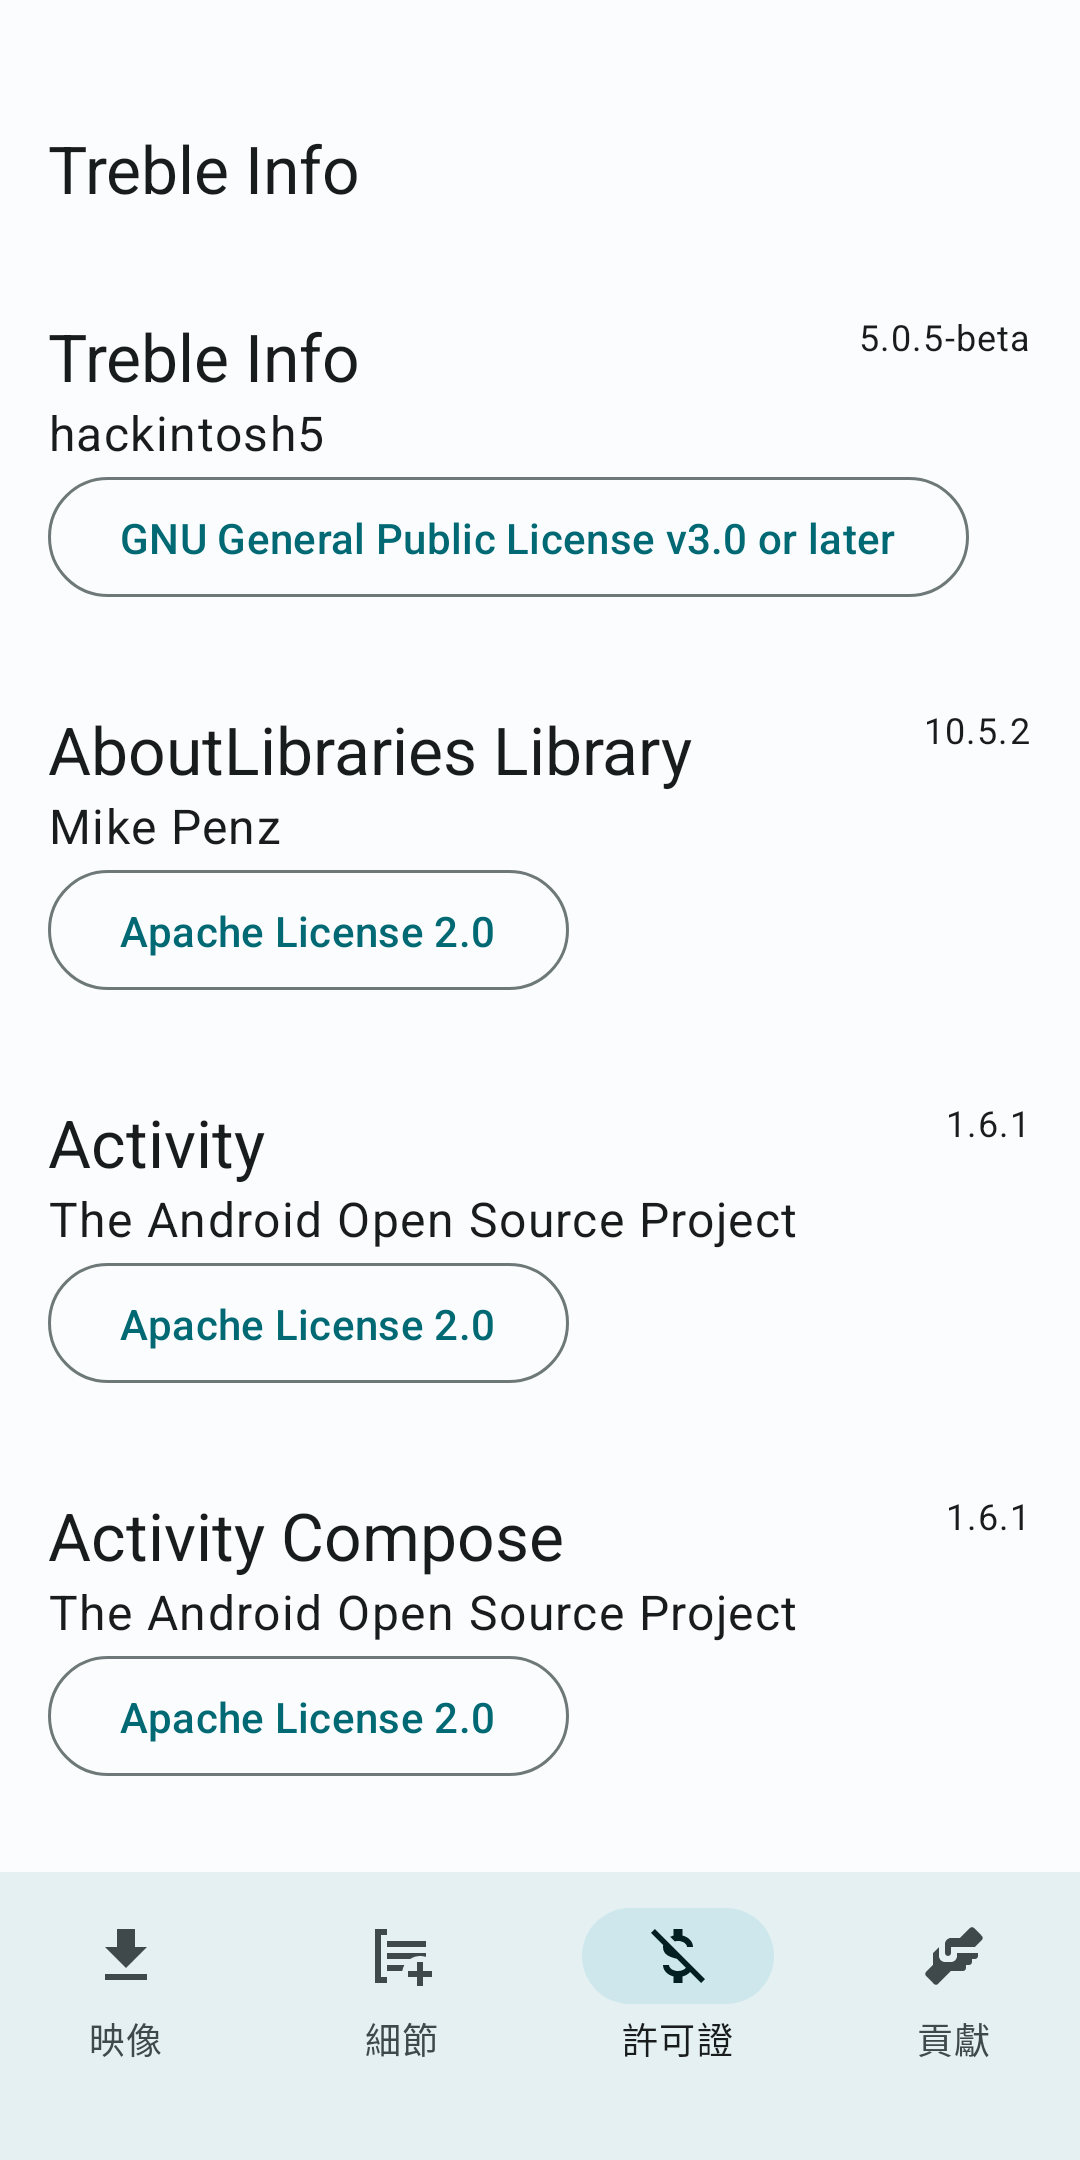 Treble Info
Treble Info
5.0.5-beta
hackintosh5
GNU General Public License v3.0 or later
AboutLibraries Library
10.5.2
Mike Penz
Apache License 2.0
Activity
1.6.1
The Android Open Source Project
Apache License 2.0
Activity Compose
1.6.1
The Android Open Source Project
Apache License 2.0
映像
細節
許可證
貢獻